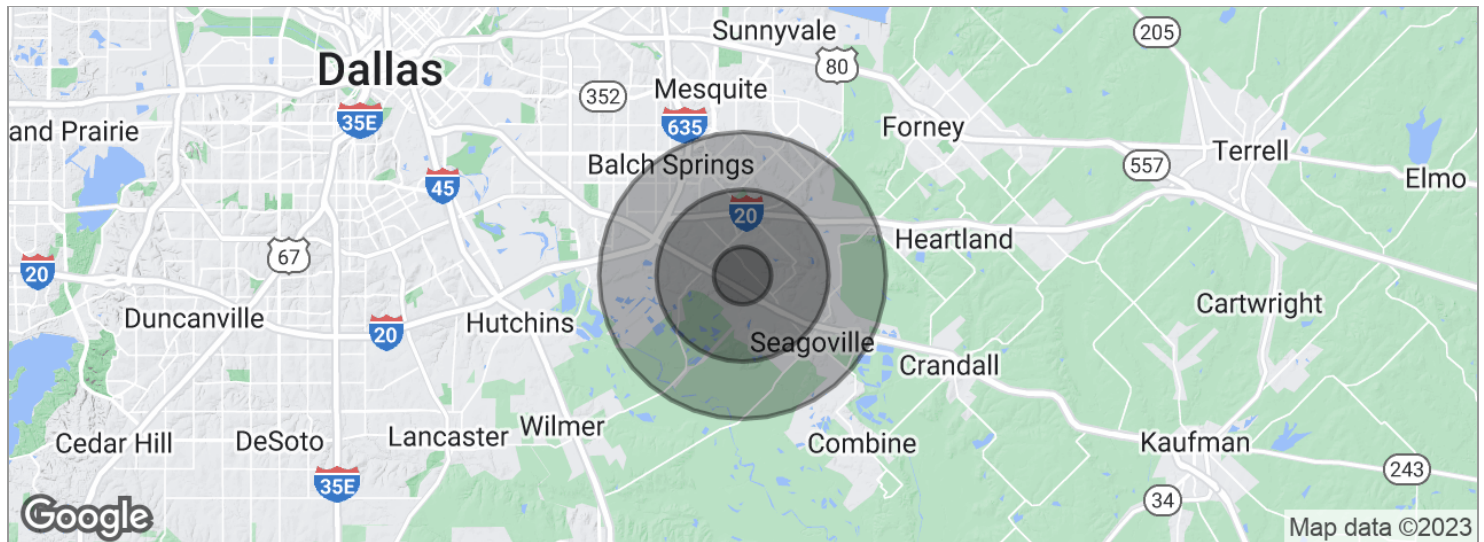 Sunnyvale
205
80
Dallas
352
Mesquite
35E
635
Forney
and Prairie
Terrell
Balch Springs
557
Elmo
45
20
67
Heartland
20
Cartwright
Duncanville
20
Hutchins
Seagoville
Crandall
Wilmer
Cedar Hill
DeSoto
Lancaster
Combine
Kaufman
243
35E
34
Google
Map data ©2023